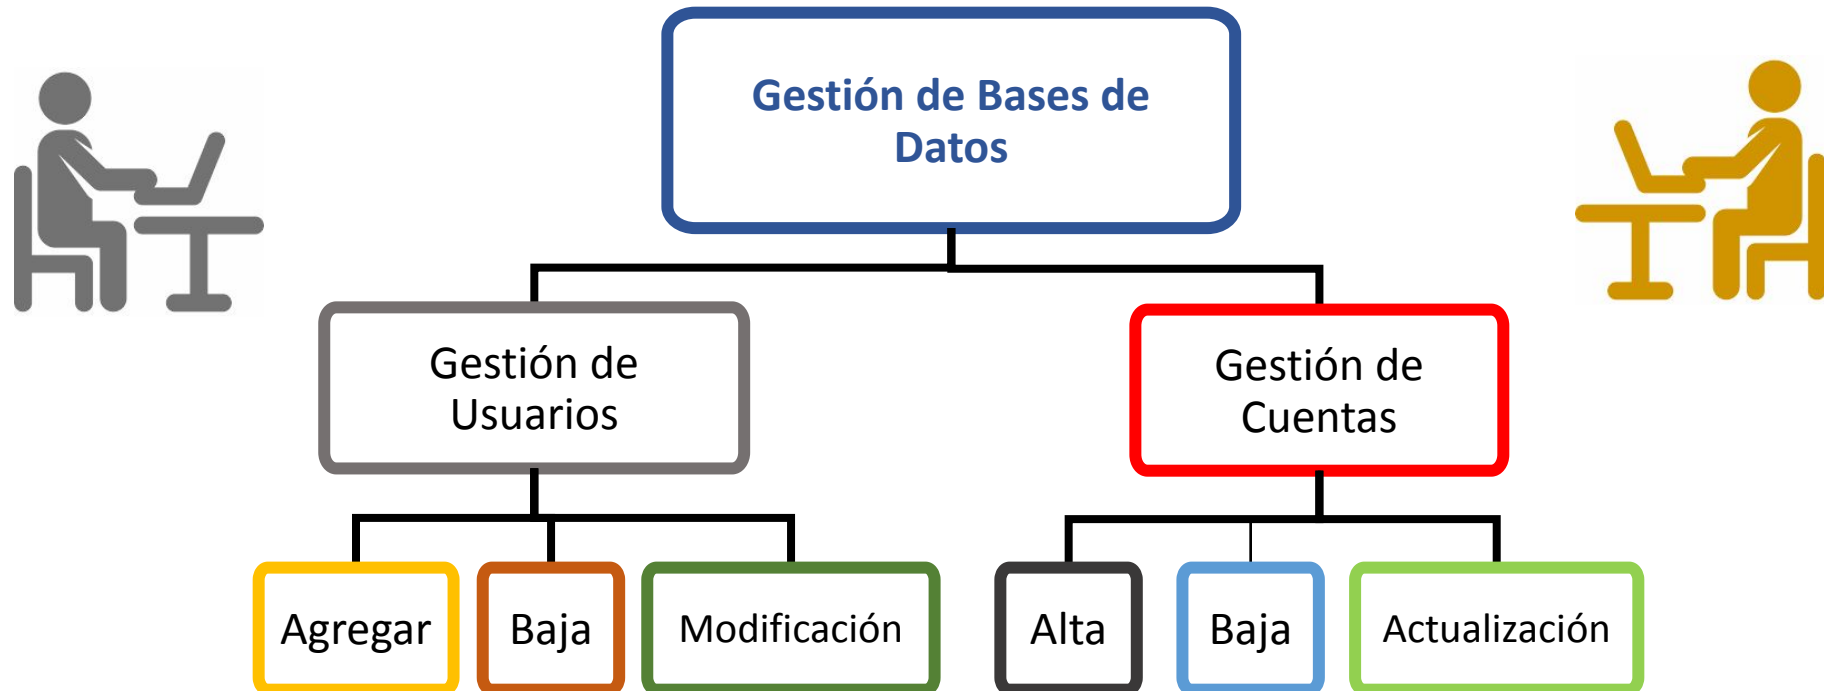 Gestión de Bases de
Datos
Gestión de
Usuarios
Gestión de
Cuentas
Agregar
Baja
Modificación
Alta
Baja
Actualización